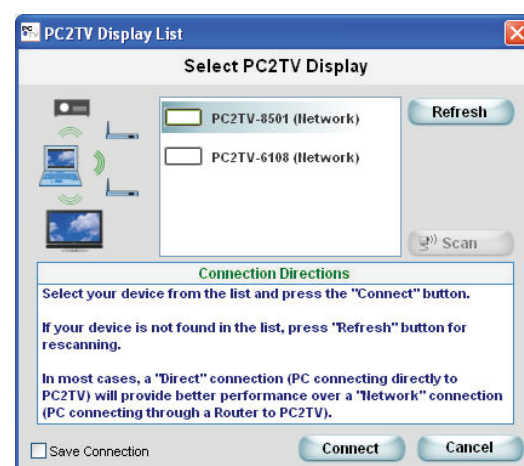 PC2TV Display List
Select PC2TV Display
PC2TV-8501 (Network)
PC2TV-6108 (Network)
Refresh
Scan
Connection Directions
Select your device from the list and press the "Connect" button.
If your device is not found in the list, press "Refresh" button for
rescanning.
In most cases, a "Direct" connection (PC connecting directly to
PC2TV) will provide better performance over a "Network" connection
(PC connecting through a Router to PC2TV).
Save Connection
Connect
Cancel